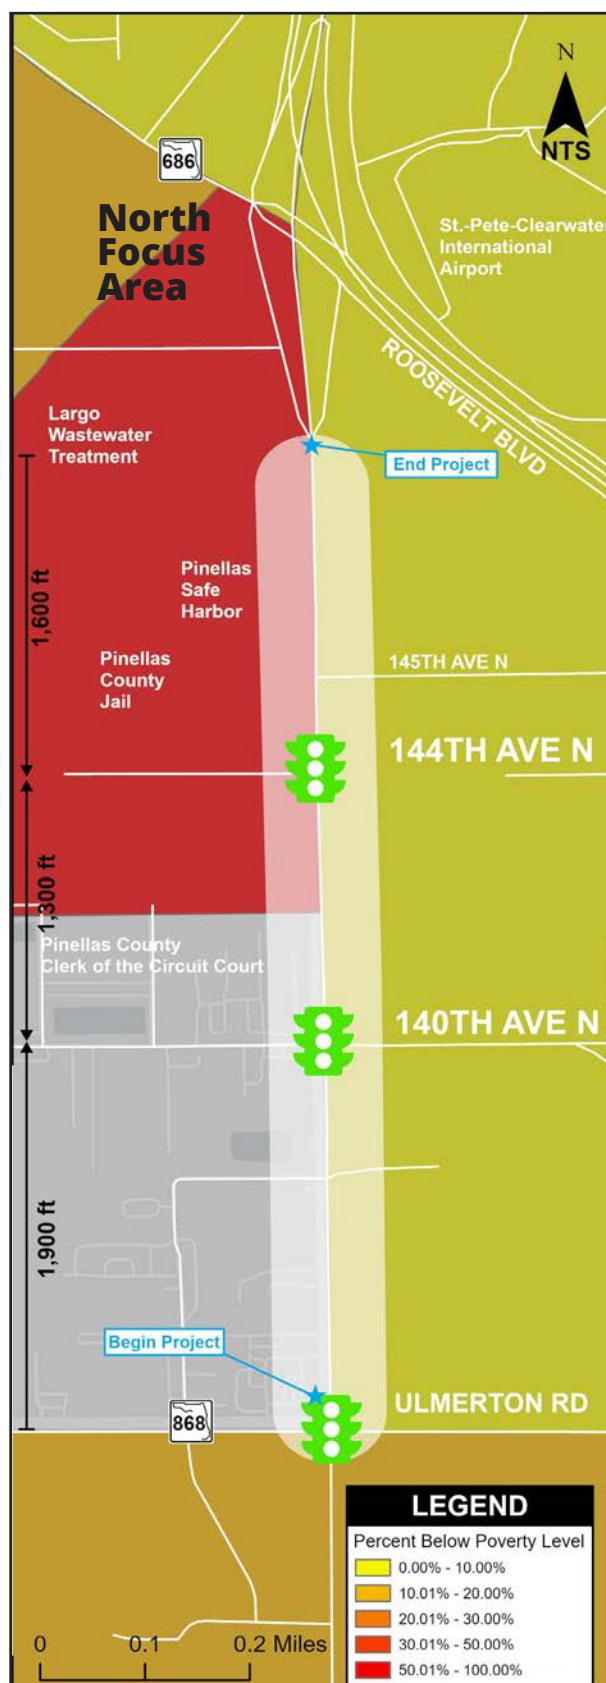 N
NTS
686
North
Focus
Area
St.-Pete-Clearwater
International
Airport
ROOSEVELT BLVD
Largo
Wastewater
Treatment
End Project
1,600 ft
Pinellas
Safe
Harbor
Pinellas
County
Jail
145TH AVE N
144TH AVE N
1,300 ft
Pinellas County
Clerk of the Circuit Court
140TH AVE N
1,900 ft
Begin Project
868
ULMERTON RD
LEGEND
Percent Below Poverty Level
0.00% - 10.00%
10.01% - 20.00%
20.01% - 30.00%
30.01% - 50.00%
50.01% - 100.00%
0 0.1 0.2 Miles